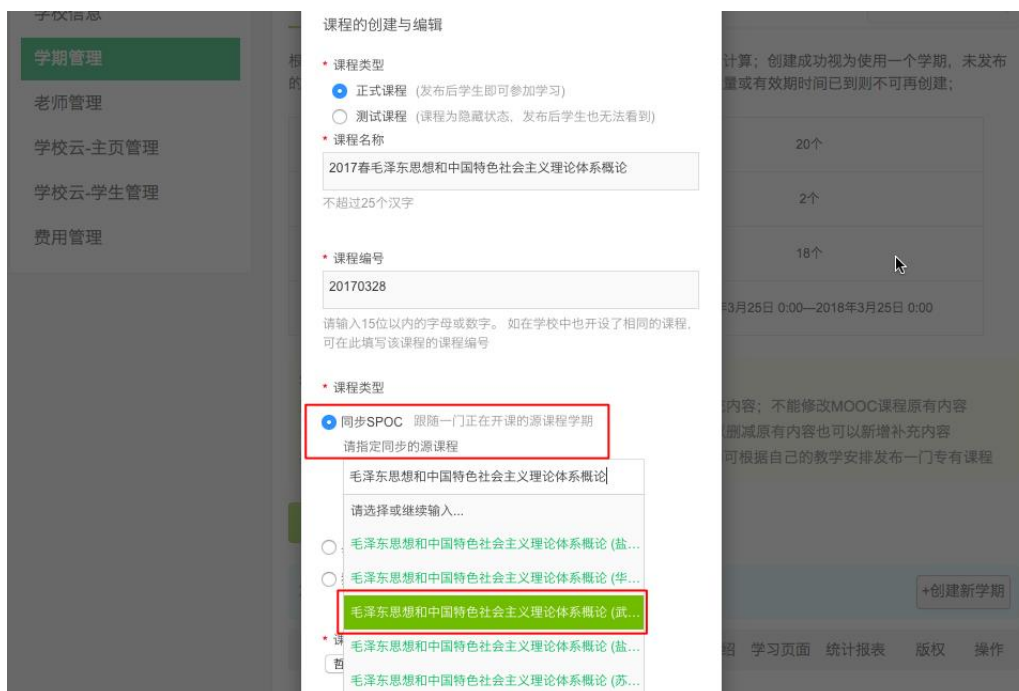 学校信息
学期管理
老师管理
学校云-主页管理
学校云-学生管理
费用管理
课程的创建与编辑
* 课程类型
正式课程 (发布后学生即可参加学习)
测试课程 (课程为隐藏状态、发布后学生也无法看到)
* 课程名称
2017春毛泽东思想和中国特色社会主义理论体系概论
不超过25个汉字
* 课程编号
20170328
请输入15位以内的字母或数字。 如在学校中也开设了相同的课程,
可在此填写该课程的课程编号
* 课程类型
同步SPOC 跟随一门正在开课的源课程学期
请指定同步的源课程
毛泽东思想和中国特色社会主义理论体系概论
请选择或继续输入...
毛泽东思想和中国特色社会主义理论体系概论 (盐...
毛泽东思想和中国特色社会主义理论体系概论 (华...
毛泽东思想和中国特色社会主义理论体系概论 (武...
毛泽东思想和中国特色社会主义理论体系概论 (盐...
毛泽东思想和中国特色社会主义理论体系概论 (苏...
* 课
哲
根
的
计算；创建成功视为使用一个学期，未发布
量或有效期时间已到则不可再创建；
20个
2个
18个
3月25日 0:00—2018年3月25日 0:00
内容；不能修改MOOC课程原有内容
删减原有内容也可以新增补充内容
可根据自己的教学安排发布一门专有课程
+创建新学期
绍 学习页面 统计报表 版权 操作